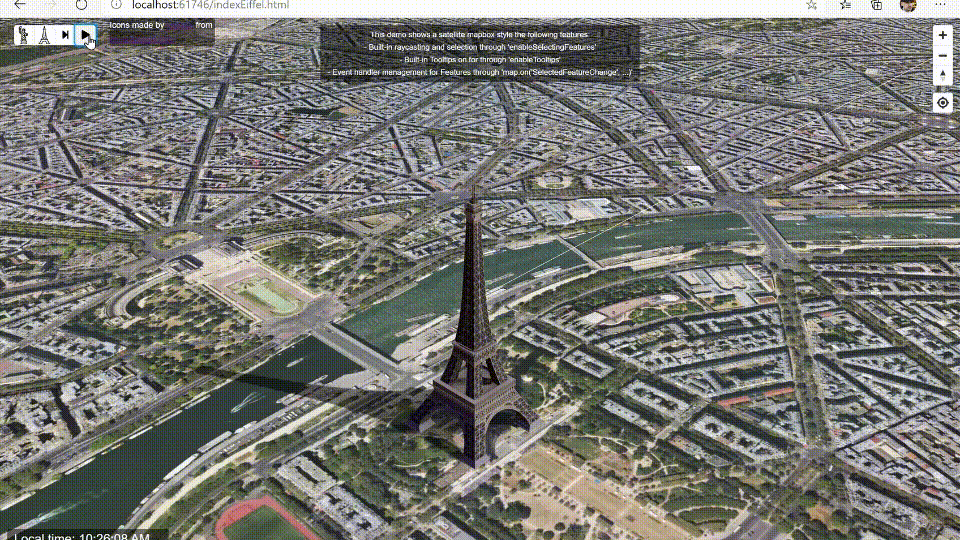 localhost:61746/indexEiffel.html
Icons made by from
This demo shows a satellite mapbox style the following features
- Built-in raycasting and selection through 'enableSelectingFeatures'
- Built-in Tooltips on for through 'enableTooltips'
- Event handler management for Features through 'map.on('SelectedFeatureChange', ...)'
Local time: 10:26:08 AM